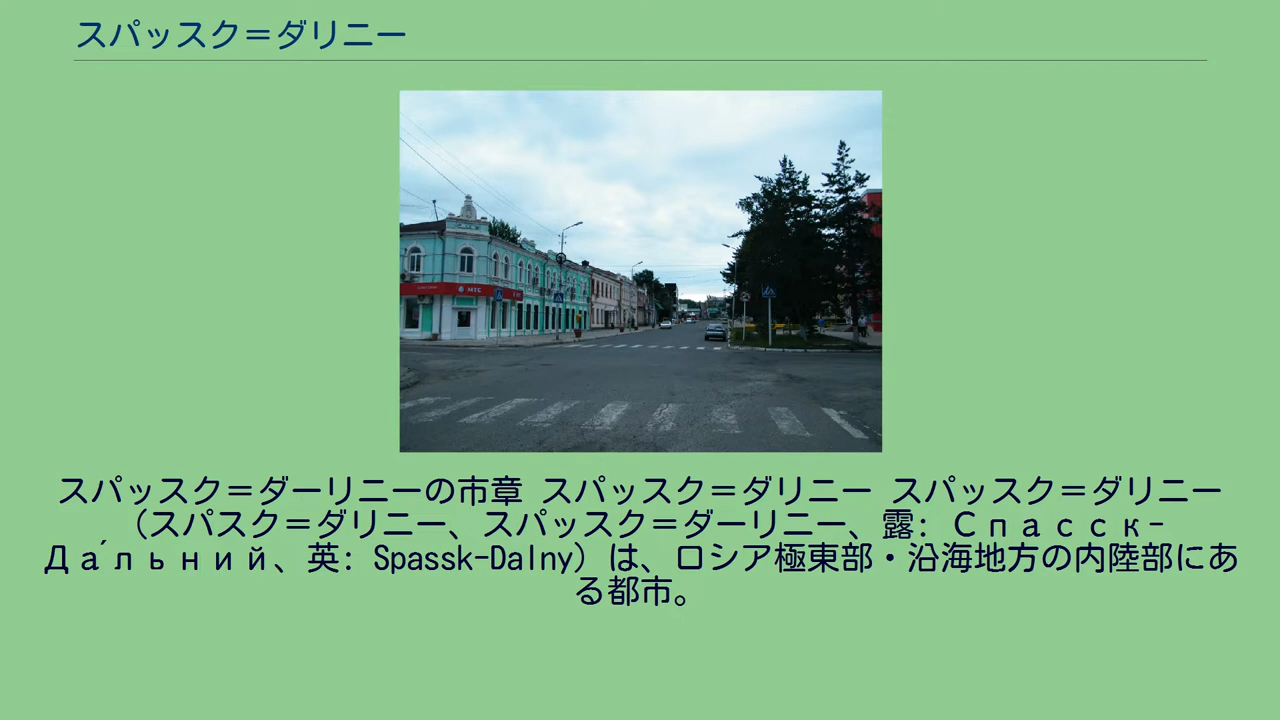 スパッスク＝ダリニー
МТС
スパッスク＝ダーリニーの市章 スパッスク＝ダリニー スパッスク＝ダリニー
（スパスク＝ダリニー、スパッスク＝ダーリニー、露: Ｓпасск-
Да́льний、英: Spassk-Dalny）は、ロシア極東部・沿海地方の内陸部にあ
る都市。